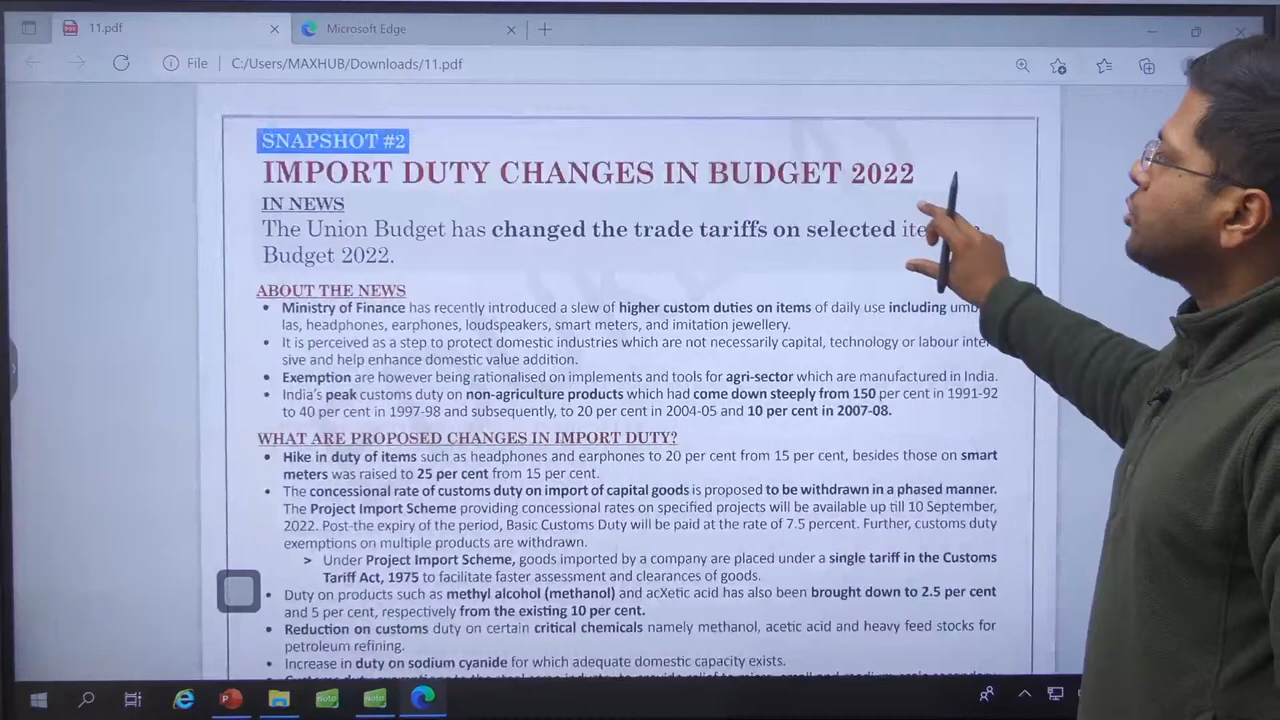 11.pdf
Microsoft Edge
File
C:/Users/MAXHUB/Downloads/11.pdf
SNAPSHOT #2
IMPORT DUTY CHANGES IN BUDGET 2022
IN NEWS
The Union Budget has changed the trade tariffs on selected
Budget 2022.
ABOUT THE NEWS
• Ministry of Finance has recently introduced a slew of higher custom duties on items of daily use including
las, headphones, earphones, loudspeakers, smart meters, and imitation jewellery.
• It is perceived as a step to protect domestic industries which are not necessarily capital, technology or labour
sive and help enhance domestic value addition.
• Exemption are however being rationalised on implements and tools for agri-sector which are manufactured in India.
• India's peak customs duty on non-agriculture products which had come down steeply from 150 per cent in 1991-92
to 40 per cent in 1997-98 and subsequently, to 20 per cent in 2004-05 and 10 per cent in 2007-08.
WHAT ARE PROPOSED CHANGES IN IMPORT DUTY?
• Hike in duty of items such as headphones and earphones to 20 per cent from 15 per cent, besides those on smart
meters was raised to 25 per cent from 15 per cent.
• The concessional rate of customs duty on import of capital goods is proposed to be withdrawn in a phased manner.
The Project Import Scheme providing concessional rates on specified projects will be available up till 10 September,
2022. Post-the expiry of the period, Basic Customs Duty will be paid at the rate of 7.5 percent. Further, customs duty
exemptions on multiple products are withdrawn.
> Under Project Import Scheme, goods imported by a company are placed under a single tariff in the Customs
Tariff Act, 1975 to facilitate faster assessment and clearances of goods.
• Duty on products such as methyl alcohol (methanol) and acXetic acid has also been brought down to 2.5 per cent
and 5 per cent, respectively from the existing 10 per cent.
• Reduction on customs duty on certain critical chemicals namely methanol, acetic acid and heavy feed stocks for
petroleum refining.
• Increase in duty on sodium cyanide for which adequate domestic capacity exists.